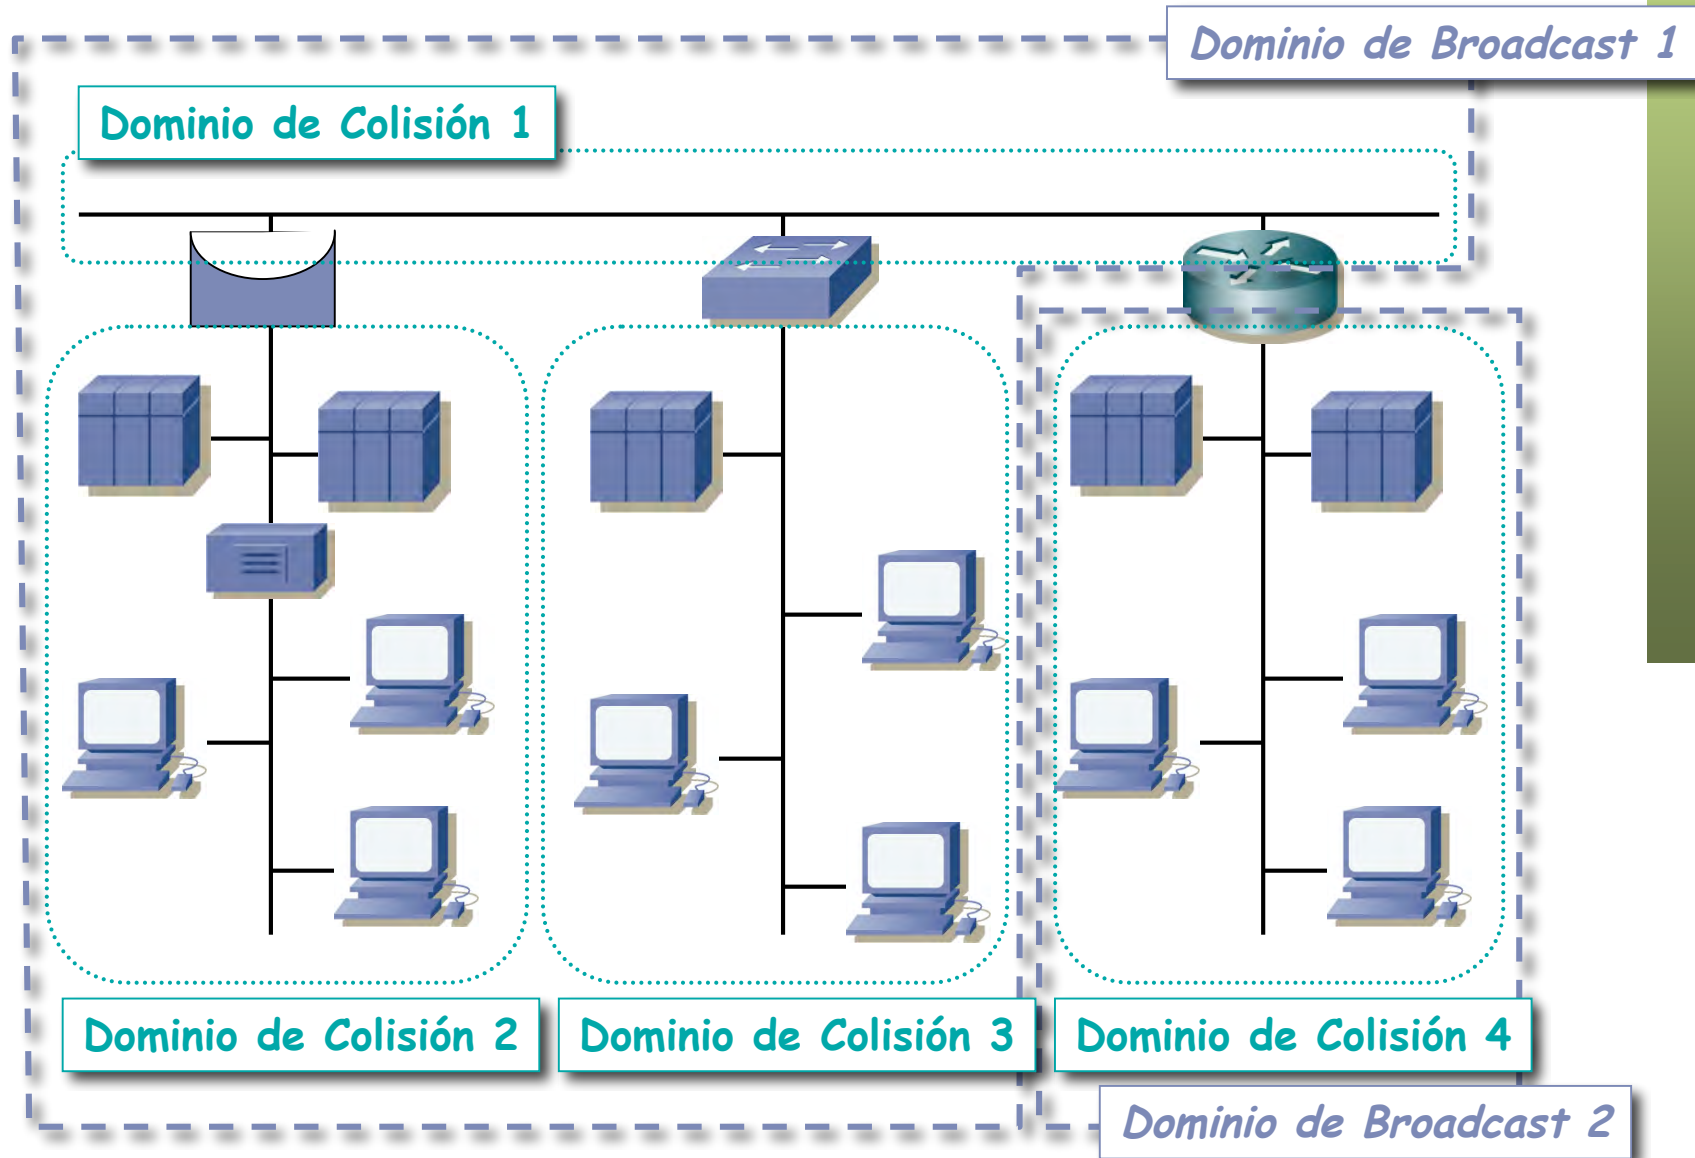 Dominio de Broadcast 1
Dominio de Colisión 1
Dominio de Colisión 2
Dominio de Colisión 3
Dominio de Colisión 4
Dominio de Broadcast 2